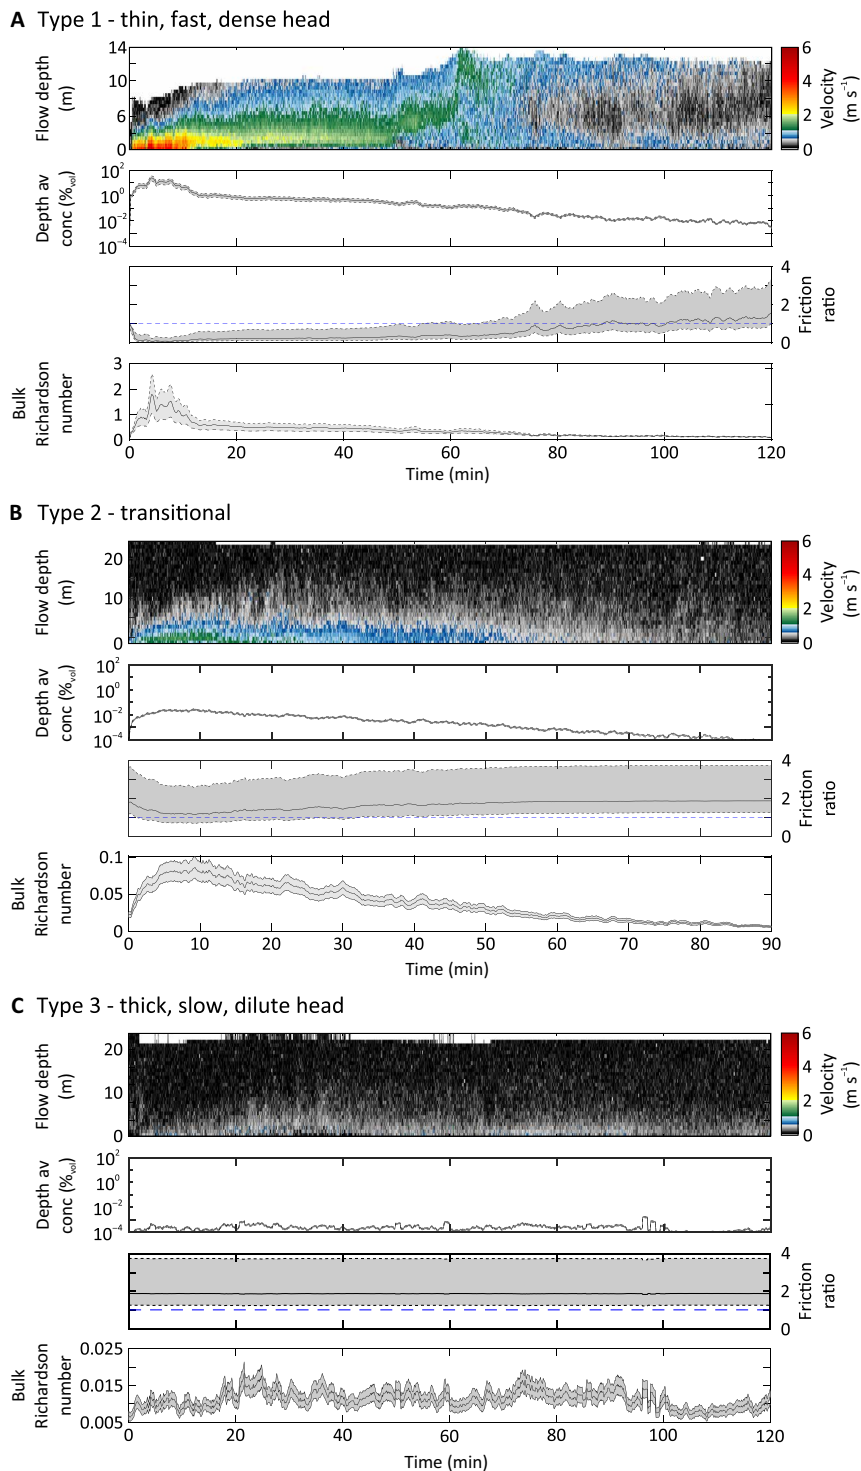 A Type 1 - thin, fast, dense head
Flow depth
(m)
14
10
6
0
6
4
2
0
Velocity
(m s⁻¹)
Depth av
conc (%vol)
10²
10⁰
10⁻²
10⁻⁴
4
2
0
Friction
ratio
Bulk
Richardson
number
3
2
1
0
0 20 40 60 80 100 120
Time (min)
B Type 2 - transitional
Flow depth
(m)
20
10
0
6
4
2
0
Velocity
(m s⁻¹)
Depth av
conc (%vol)
10²
10⁰
10⁻²
10⁻⁴
4
2
0
Friction
ratio
Bulk
Richardson
number
0.1
0.05
0
0 10 20 30 40 50 60 70 80 90
Time (min)
C Type 3 - thick, slow, dilute head
Flow depth
(m)
20
10
0
6
4
2
0
Velocity
(m s⁻¹)
Depth av
conc (%vol)
10²
10⁰
10⁻²
10⁻⁴
4
2
0
Friction
ratio
Bulk
Richardson
number
0.025
0.015
0.005
0 20 40 60 80 100 120
Time (min)